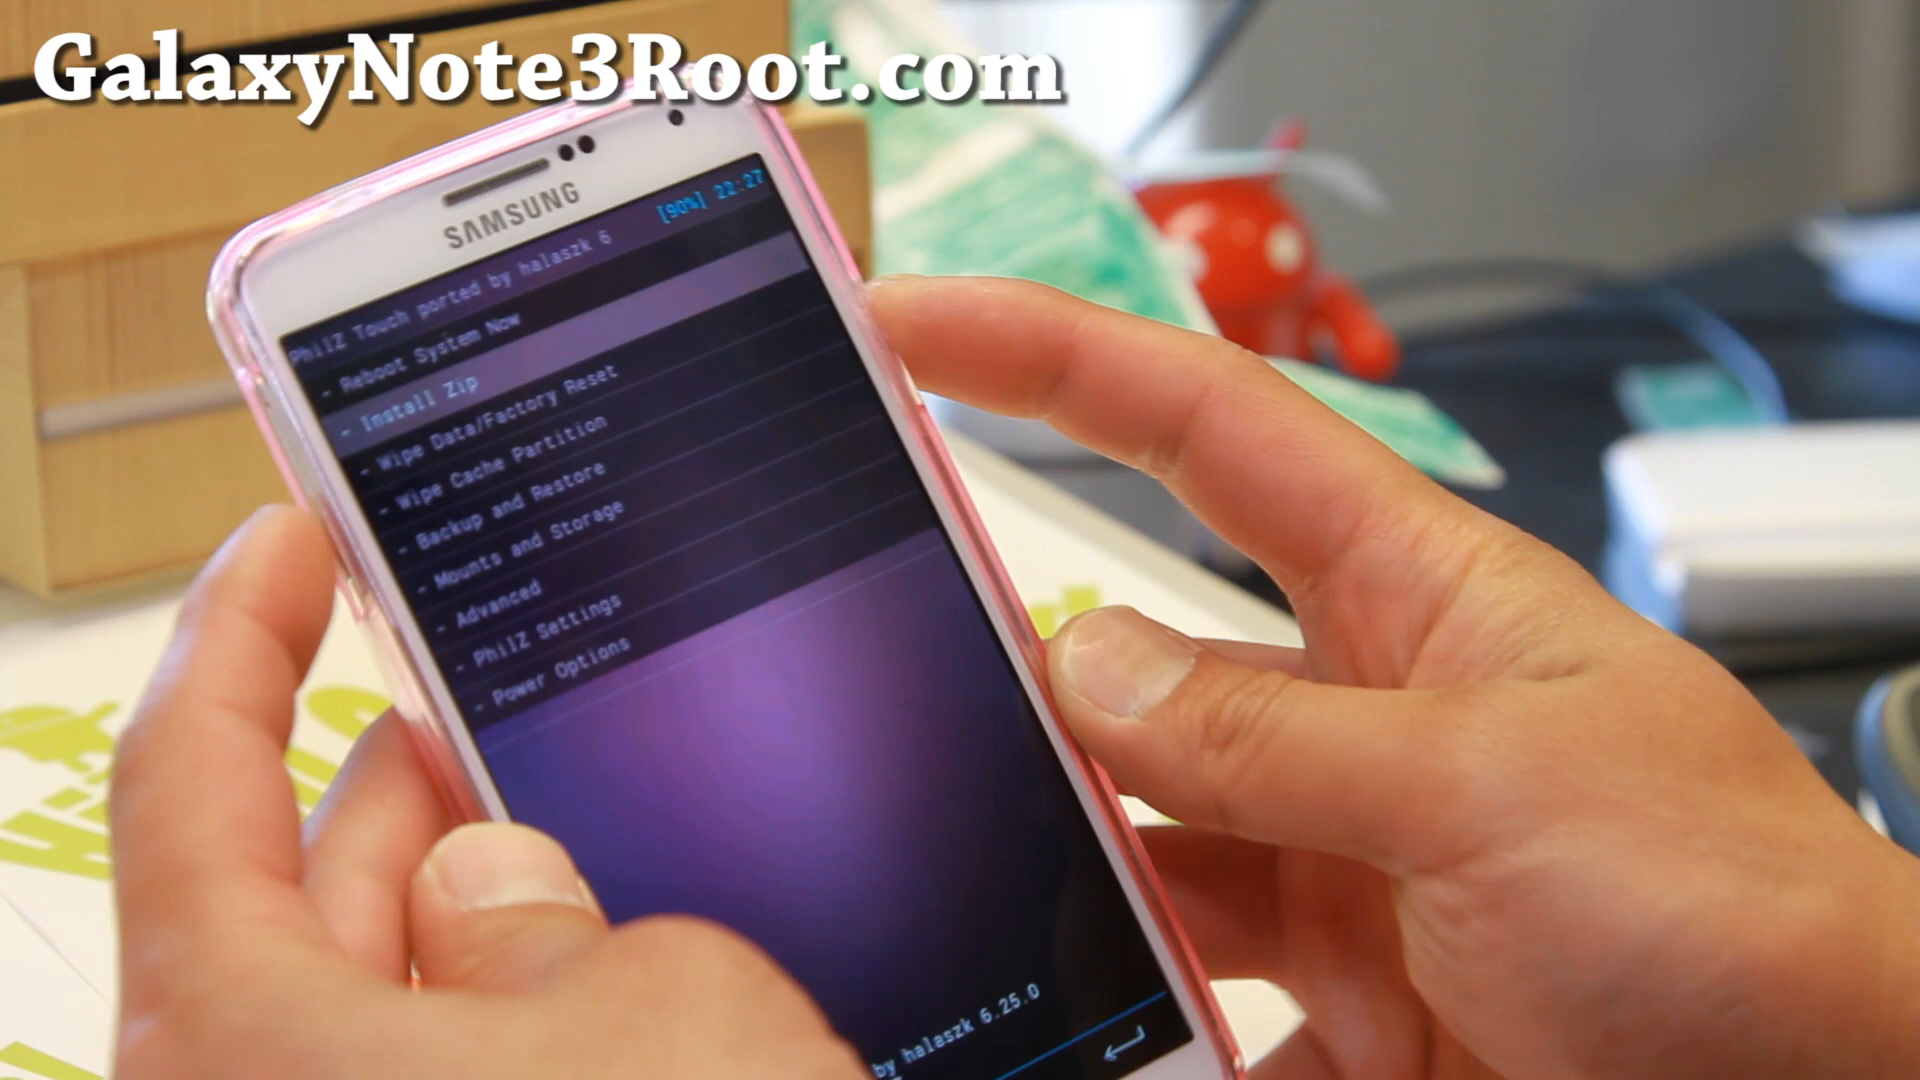 GalaxyNote3Root.com
SAMSUNG
[90%] 22:27
PhilZ Touch ported by halaszk 6
- Reboot System Now
- Install Zip
- Wipe Data/Factory Reset
- Wipe Cache Partition
- Backup and Restore
- Mounts and Storage
- Advanced
- PhilZ Settings
- Power Options
by halaszk 6.25.0